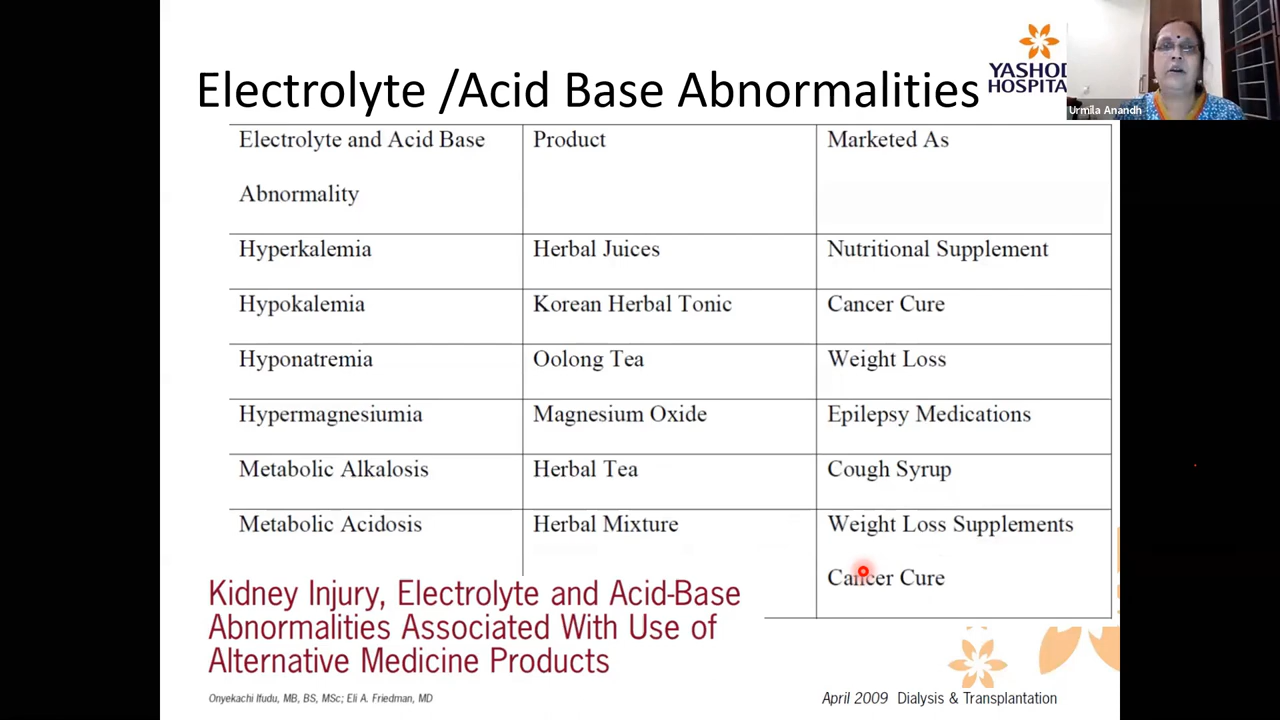 Electrolyte /Acid Base Abnormalities
YASHOD
HOSPITA
Urmila Anandh
Electrolyte and Acid Base Product Marketed As
Abnormality
Hyperkalemia Herbal Juices Nutritional Supplement
Hypokalemia Korean Herbal Tonic Cancer Cure
Hyponatremia Oolong Tea Weight Loss
Hypermagnesiumia Magnesium Oxide Epilepsy Medications
Metabolic Alkalosis Herbal Tea Cough Syrup
Metabolic Acidosis Herbal Mixture Weight Loss Supplements
Cancer Cure
Kidney Injury, Electrolyte and Acid-Base
Abnormalities Associated With Use of
Alternative Medicine Products
Onyekachi Ifudu, MB, BS, MSc; Eli A. Friedman, MD
April 2009 Dialysis & Transplantation